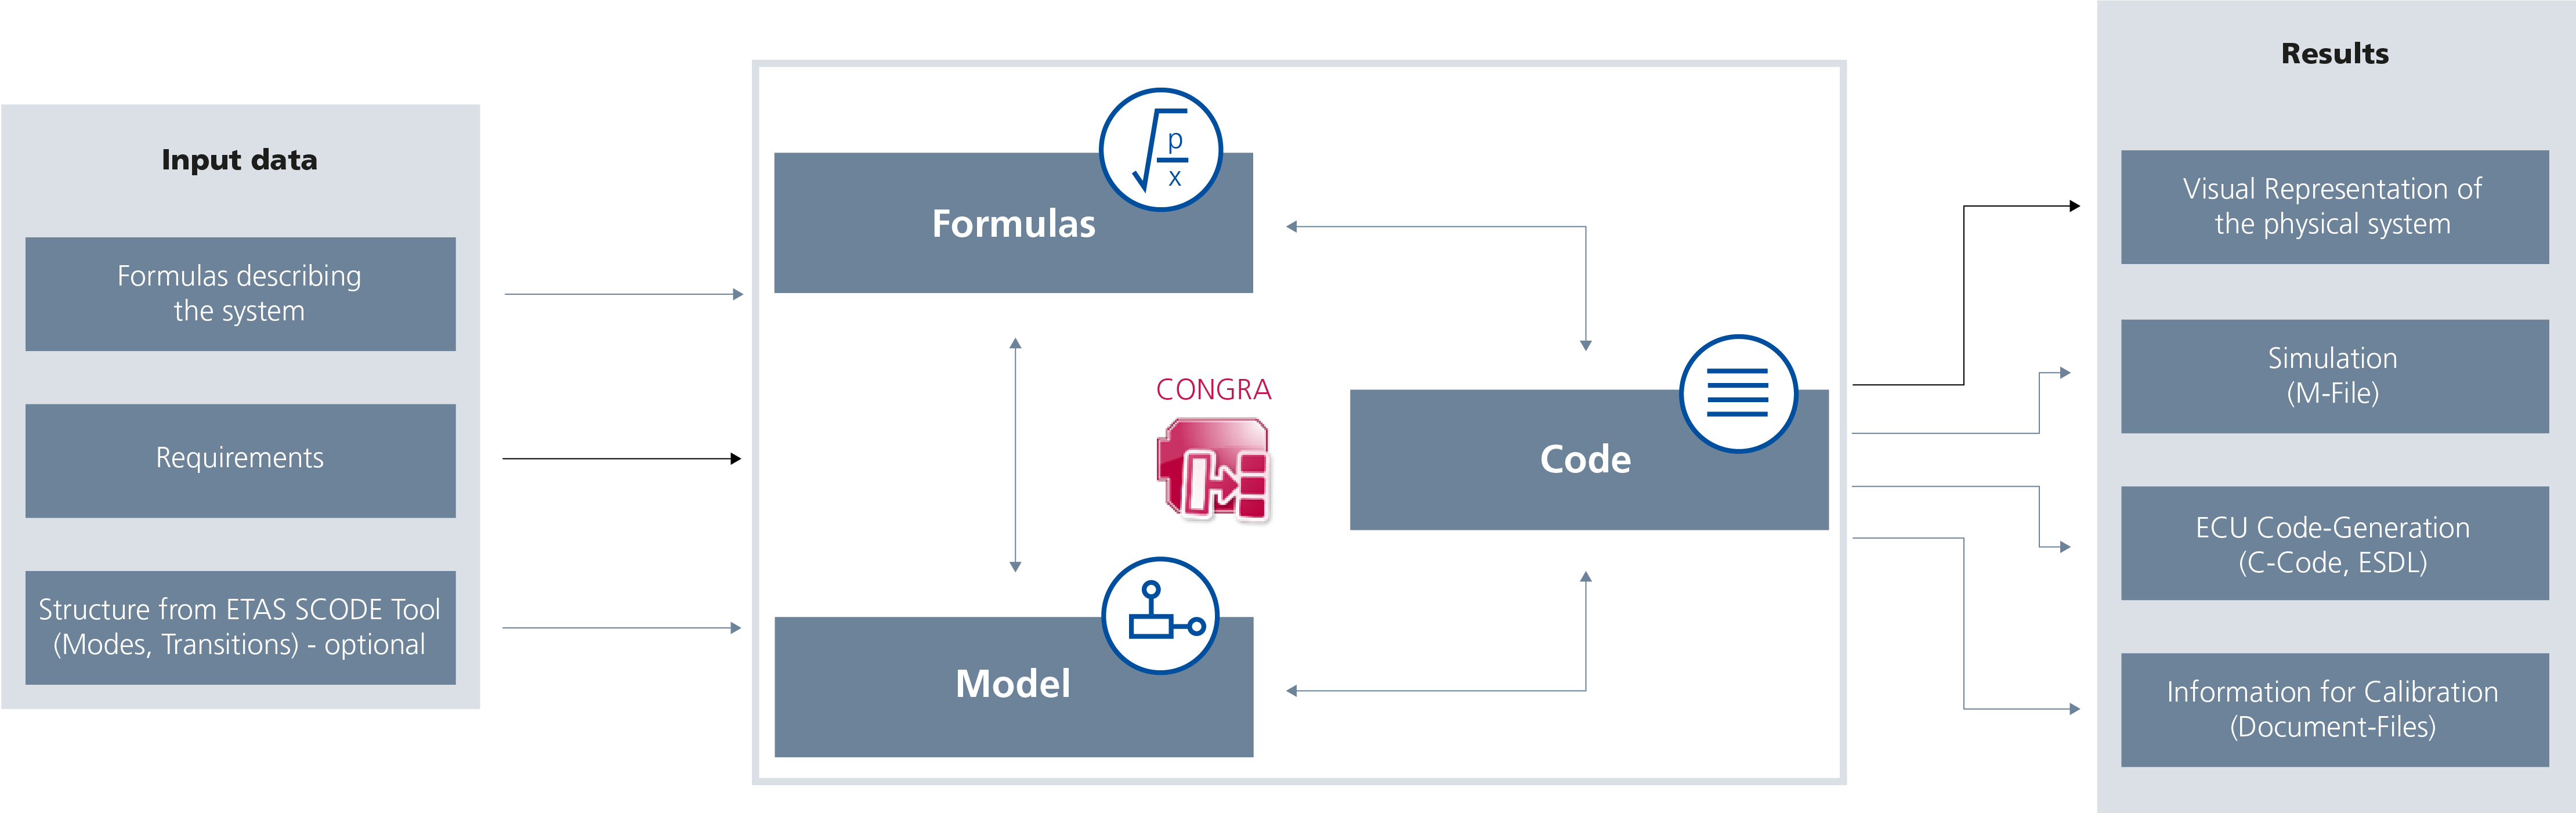 Input data
Formulas describing
the system
Requirements
Structure from ETAS SCODE Tool
(Modes, Transitions) - optional
p
x
Formulas
CONGRA
Code
Model
Results
Visual Representation of
the physical system
Simulation
(M-File)
ECU Code-Generation
(C-Code, ESDL)
Information for Calibration
(Document-Files)